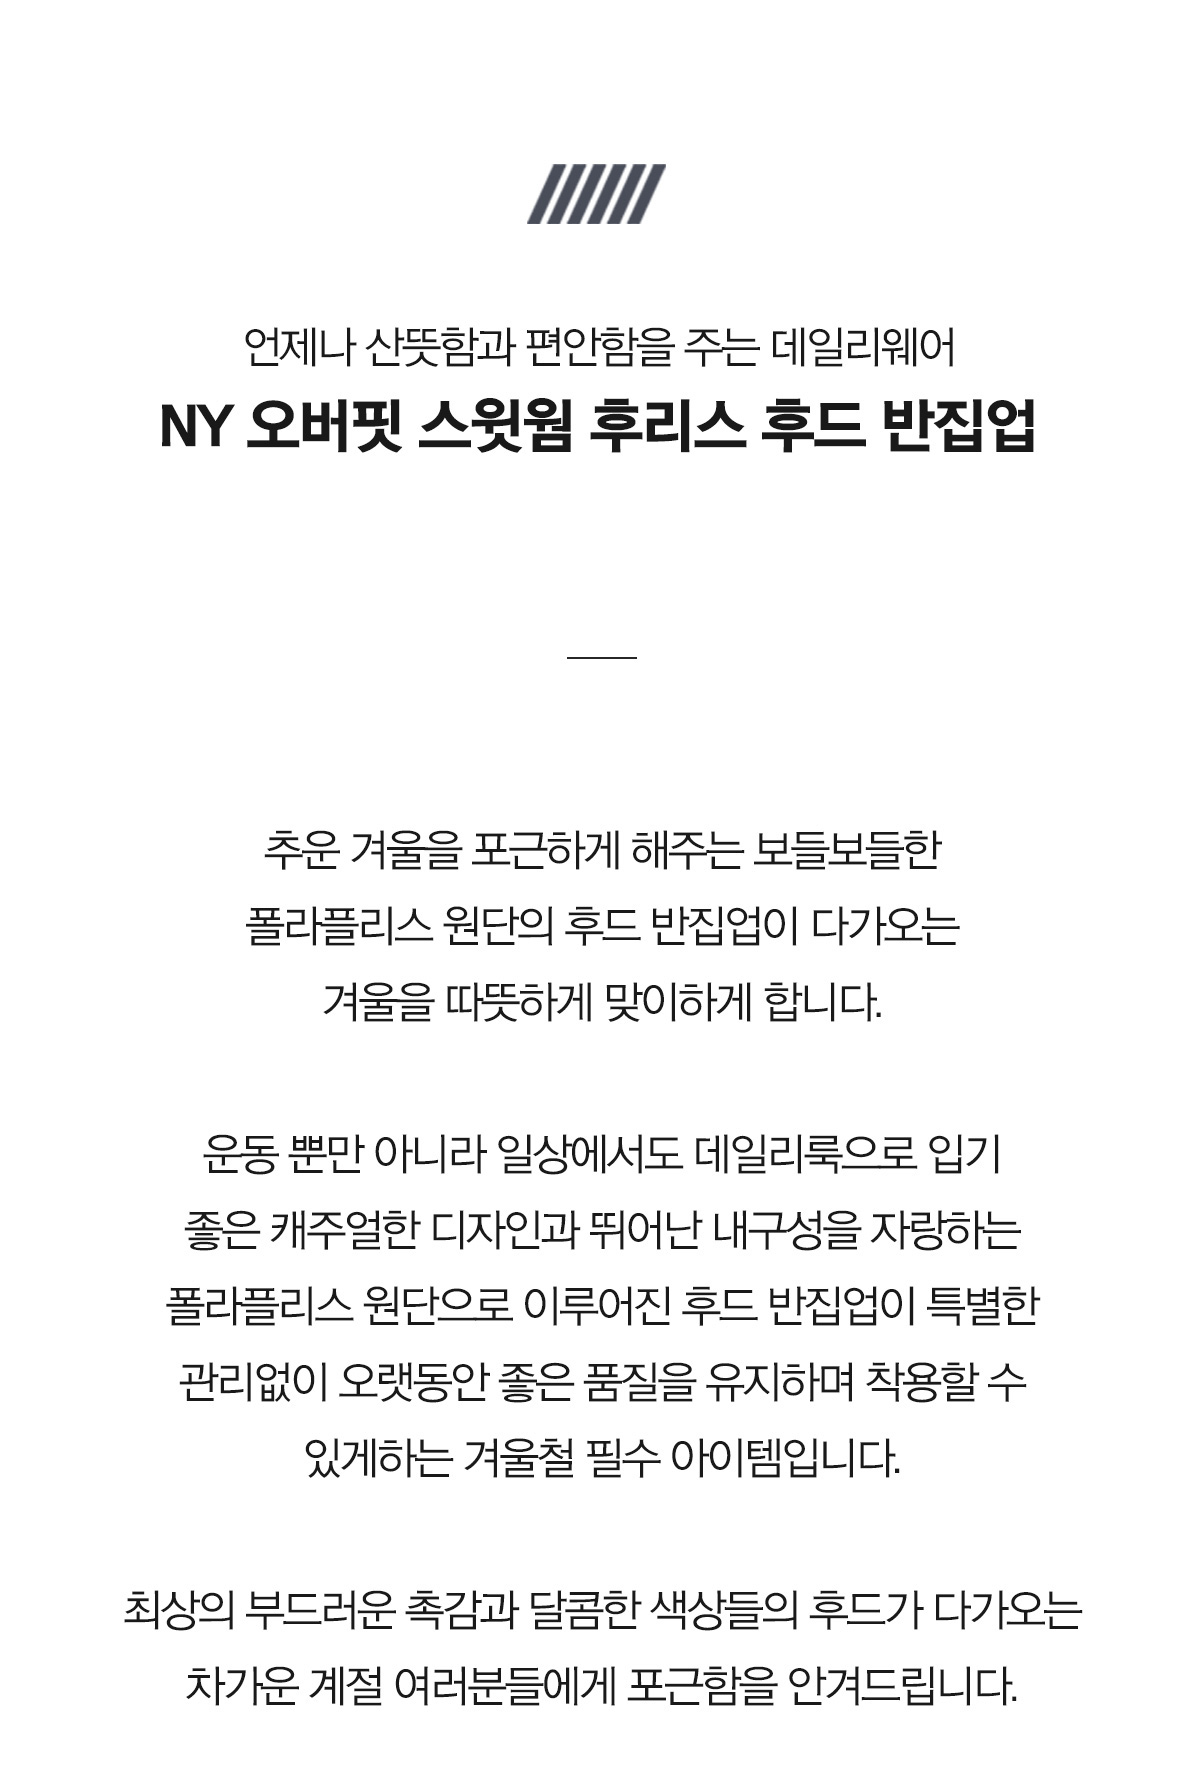 언제나 산뜻함과 편안함을 주는 데일리웨어
NY 오버핏 스윗웜 후리스 후드 반집업
추운 겨울을 포근하게 해주는 보들보들한
폴라플리스 원단의 후드 반집업이 다가오는
겨울을 따뜻하게 맞이하게 합니다.
운동 뿐만 아니라 일상에서도 데일리룩으로 입기
좋은 캐주얼한 디자인과 뛰어난 내구성을 자랑하는
폴라플리스 원단으로 이루어진 후드 반집업이 특별한
관리없이 오랫동안 좋은 품질을 유지하며 착용할 수
있게하는 겨울철 필수 아이템입니다.
최상의 부드러운 촉감과 달콤한 색상들의 후드가 다가오는
차가운 계절 여러분들에게 포근함을 안겨드립니다.